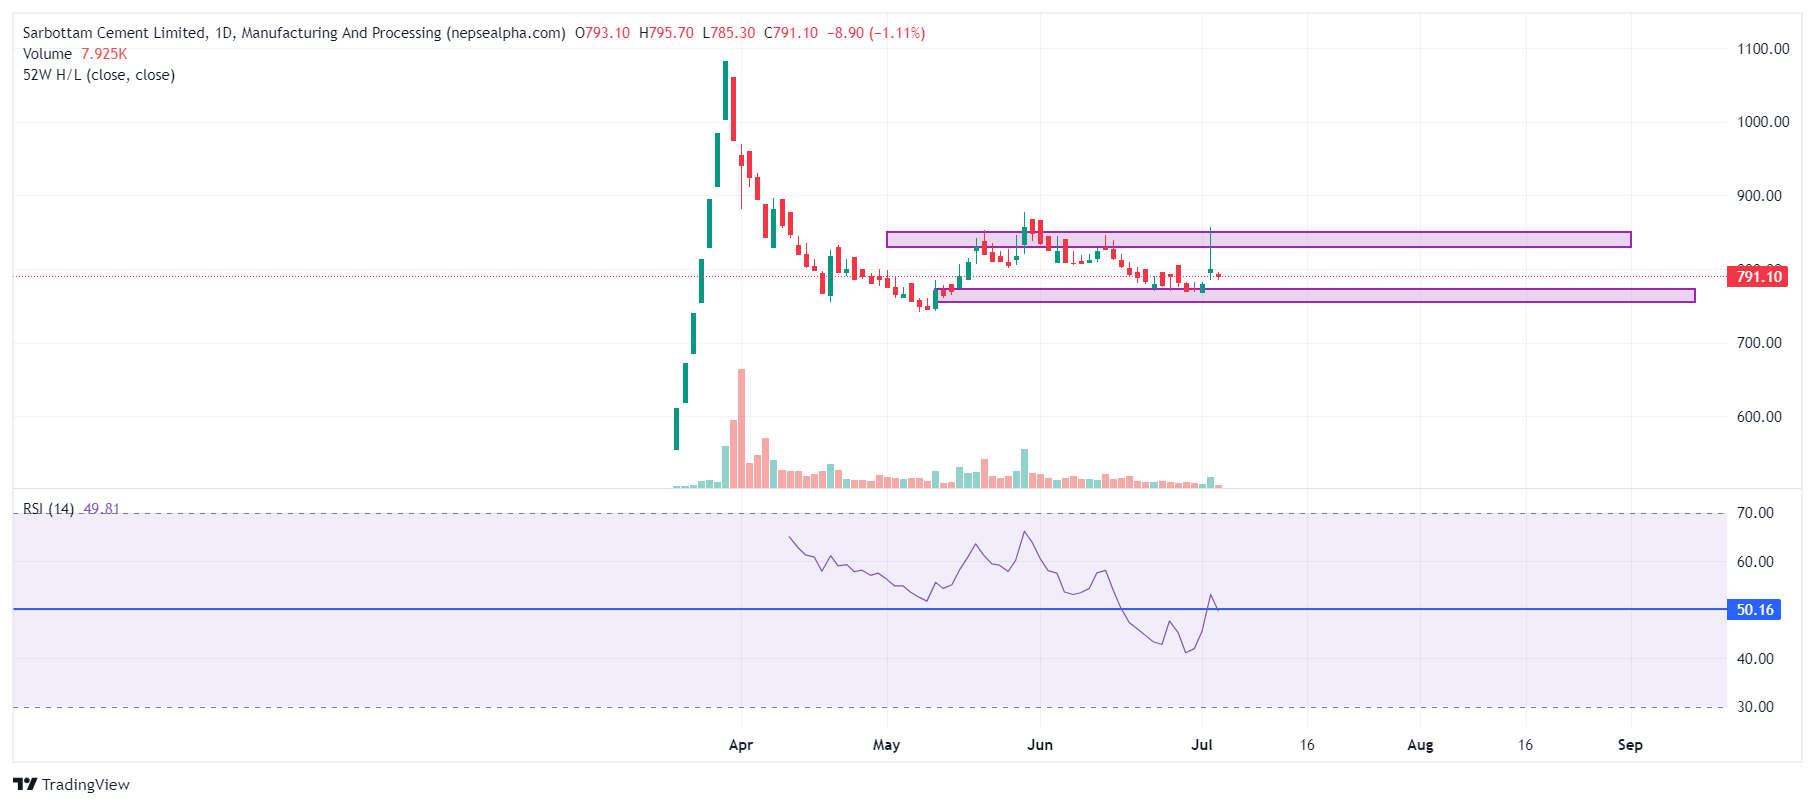 Sarbottam Cement Limited, 1D, Manufacturing And Processing (nepsealpha.com) O793.10 H795.70 L785.30 C791.10 −8.90 (−1.11%)
Volume 7.925K
52W H/L (close, close)
1100.00
1000.00
900.00
791.10
700.00
600.00
RSI (14) 49.81
70.00
60.00
50.16
40.00
30.00
Apr May Jun Jul 16 Aug 16 Sep
TradingView